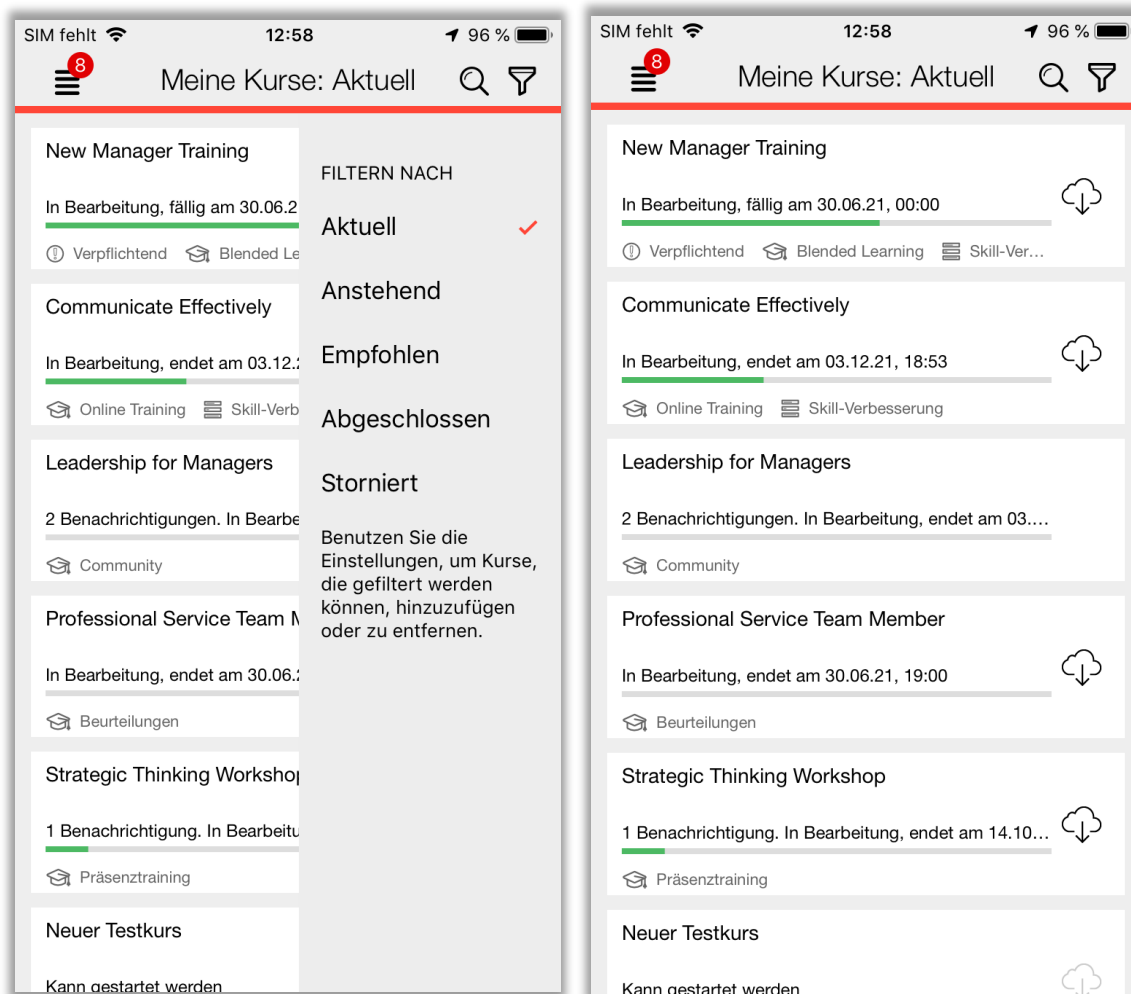 SIM fehlt 12:58 96 %
8
Meine Kurse: Aktuell
New Manager Training
In Bearbeitung, fällig am 30.06.2
Verpflichtend Blended Le
Communicate Effectively
In Bearbeitung, endet am 03.12.
Online Training Skill-Verb
Leadership for Managers
2 Benachrichtigungen. In Bearbe
Community
Professional Service Team
In Bearbeitung, endet am 30.06.
Beurteilungen
Strategic Thinking Workshop
1 Benachrichtigung. In Bearbeitu
Präsenztraining
Neuer Testkurs
Kann gestartet werden
FILTERN NACH
Aktuell
Anstehend
Empfohlen
Abgeschlossen
Storniert
Benutzen Sie die
Einstellungen, um Kurse,
die gefiltert werden
können, hinzuzufügen
oder zu entfernen.
SIM fehlt 12:58 96 %
8
Meine Kurse: Aktuell
New Manager Training
In Bearbeitung, fällig am 30.06.21, 00:00
Verpflichtend Blended Learning Skill-Ver...
Communicate Effectively
In Bearbeitung, endet am 03.12.21, 18:53
Online Training Skill-Verbesserung
Leadership for Managers
2 Benachrichtigungen. In Bearbeitung, endet am 03....
Community
Professional Service Team Member
In Bearbeitung, endet am 30.06.21, 19:00
Beurteilungen
Strategic Thinking Workshop
1 Benachrichtigung. In Bearbeitung, endet am 14.10...
Präsenztraining
Neuer Testkurs
Kann gestartet werden